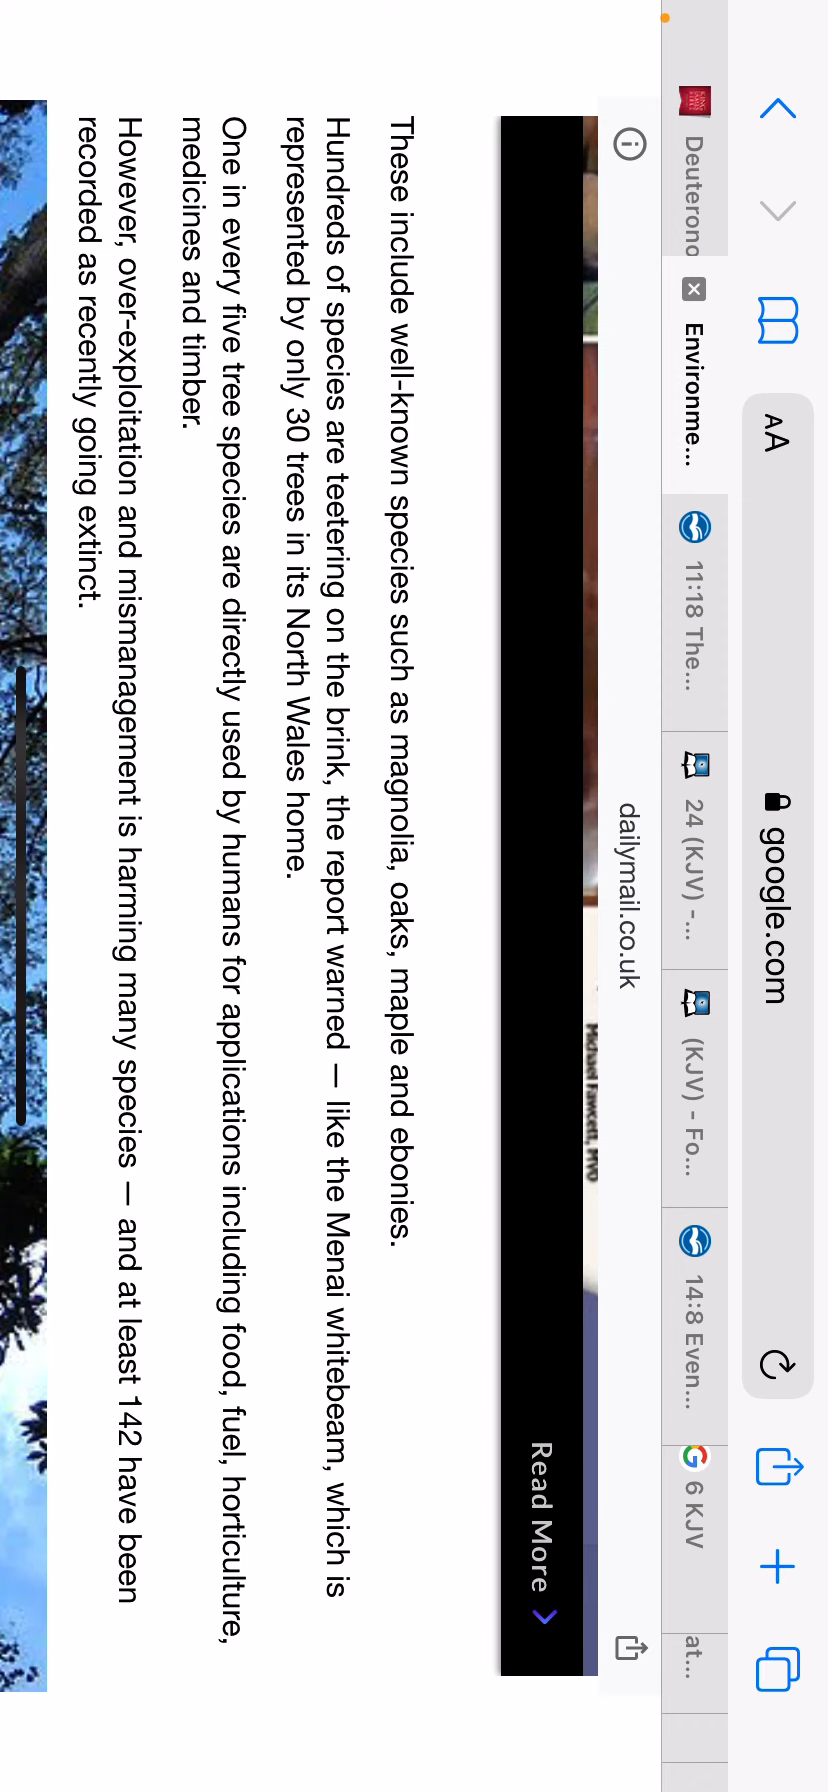 AA
google.com
Deuterono
Environme...
11:18 The...
24 (KJV) -...
(KJV) - Fo...
14:8 Even...
6 KJV
at...
dailymail.co.uk
Michael Fawcett, MVO
Read More
These include well-known species such as magnolia, oaks, maple and ebonies.
Hundreds of species are teetering on the brink, the report warned — like the Menai whitebeam, which is
represented by only 30 trees in its North Wales home.
One in every five tree species are directly used by humans for applications including food, fuel, horticulture,
medicines and timber.
However, over-exploitation and mismanagement is harming many species — and at least 142 have been
recorded as recently going extinct.